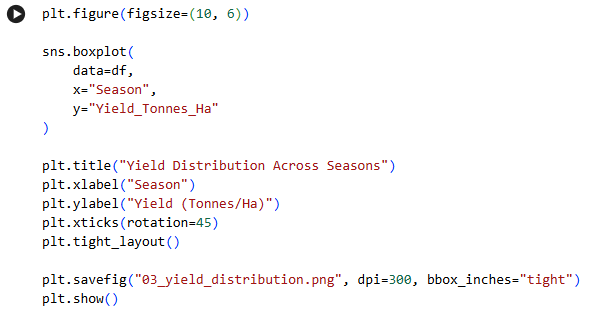 plt.figure(figsize=(10, 6))
sns.boxplot(
    data=df,
    x="Season",
    y="Yield_Tonnes_Ha"
)
plt.title("Yield Distribution Across Seasons")
plt.xlabel("Season")
plt.ylabel("Yield (Tonnes/Ha)")
plt.xticks(rotation=45)
plt.tight_layout()
plt.savefig("03_yield_distribution.png", dpi=300, bbox_inches="tight")
plt.show()